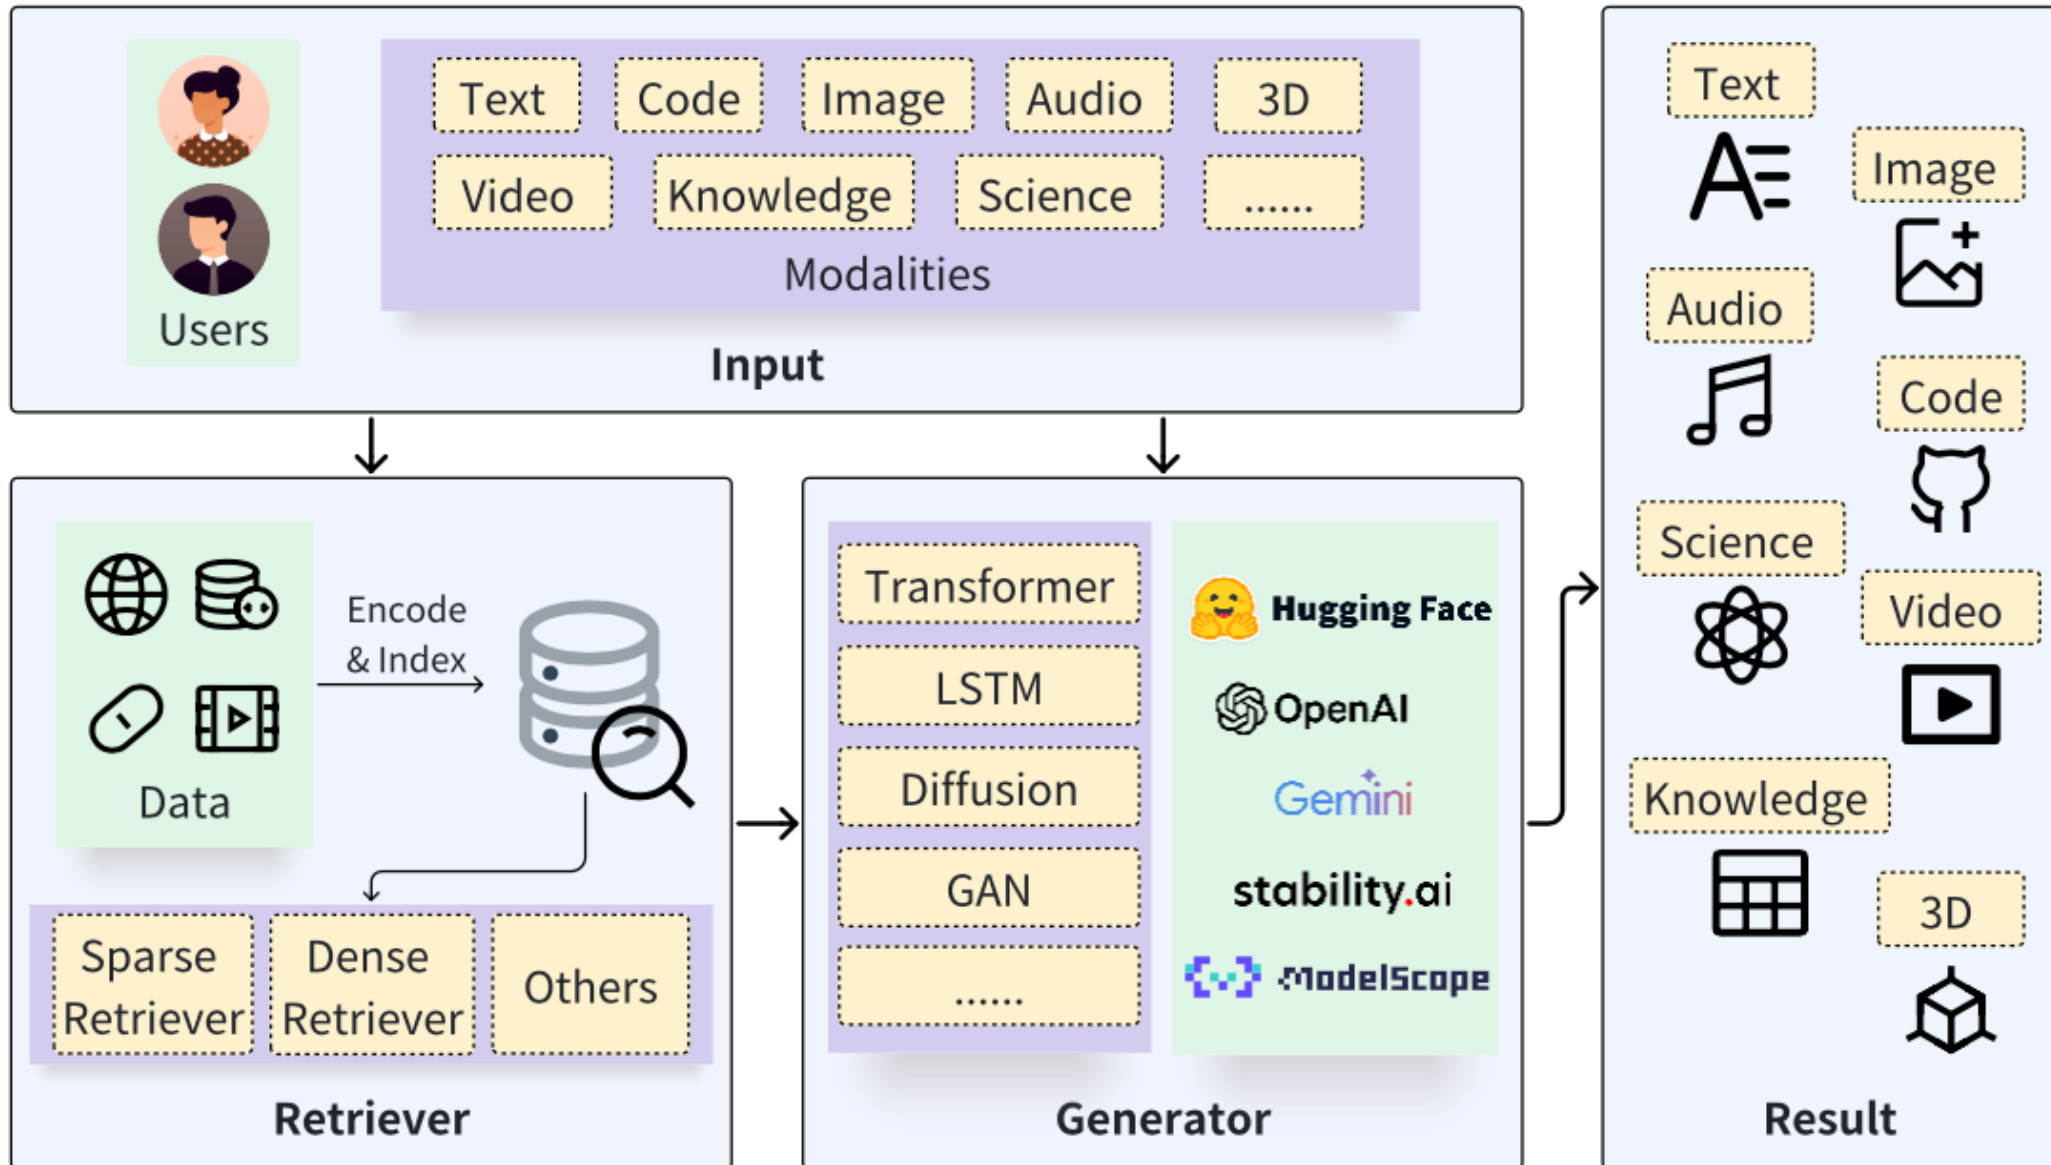 Text
Code
Image
Audio
3D
Video
Knowledge
Science
......
Modalities
Users
Input
Encode
& Index
Data
Sparse
Retriever
Dense
Retriever
Others
Retriever
Transformer
LSTM
Diffusion
GAN
......
Hugging Face
OpenAI
Gemini
stability.ai
ModelScope
Generator
Text
Image
Audio
Code
Science
Video
Knowledge
3D
Result